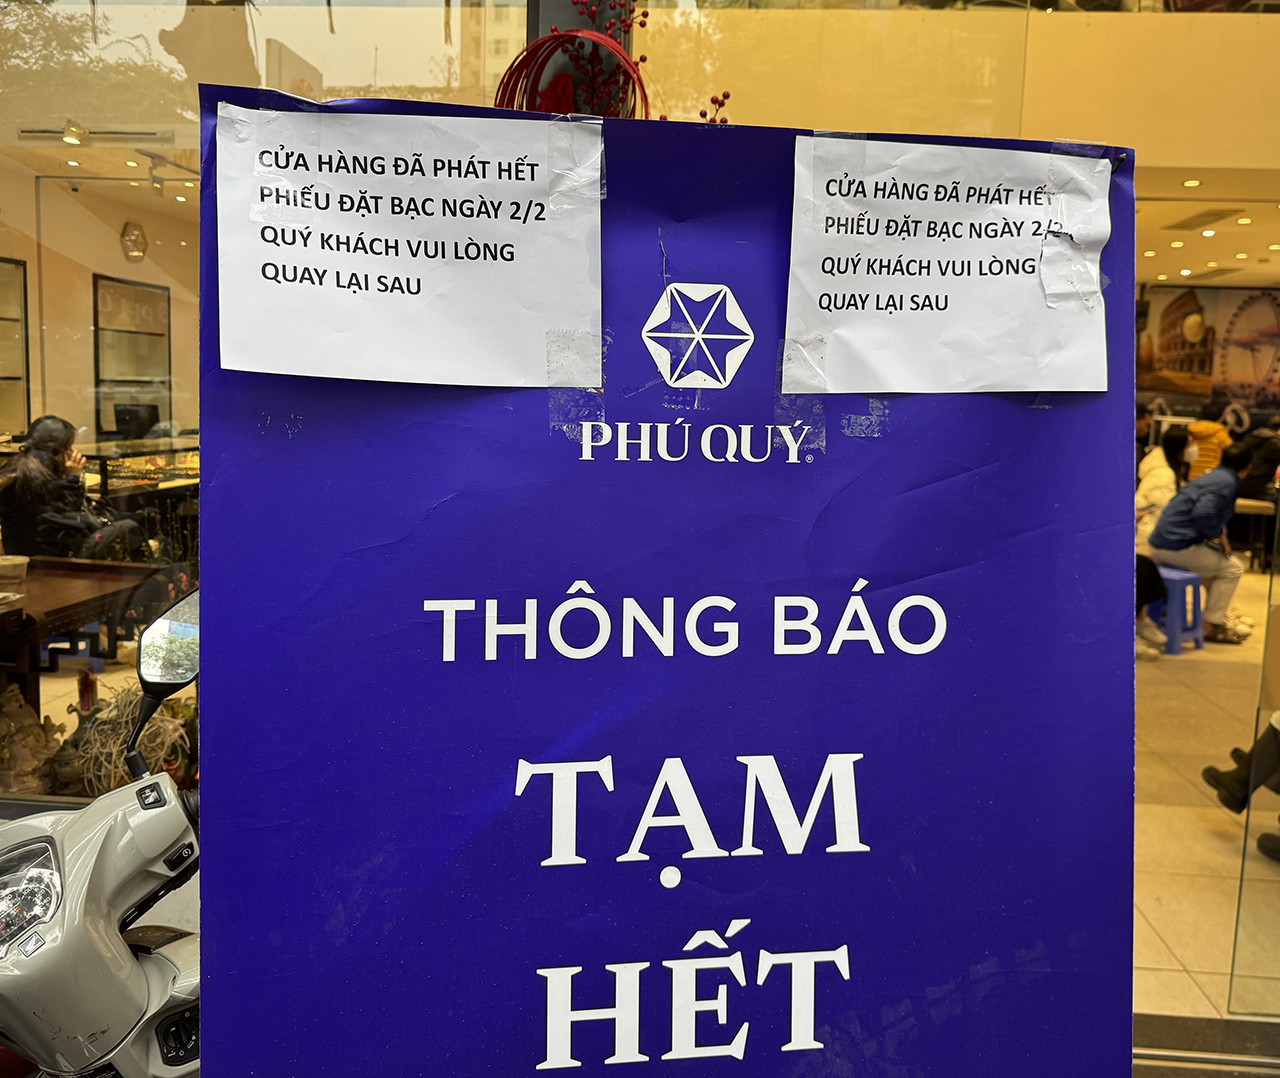 CỬA HÀNG ĐÃ PHÁT HẾT
PHIẾU ĐẶT BẠC NGÀY 2/2
QUÝ KHÁCH VUI LÒNG
QUAY LẠI SAU
CỬA HÀNG ĐÃ PHÁT HẾT
PHIẾU ĐẶT BẠC NGÀY 2/2
QUÝ KHÁCH VUI LÒNG
QUAY LẠI SAU
PHÚ QUÝ®
THÔNG BÁO
TẠM
HẾT